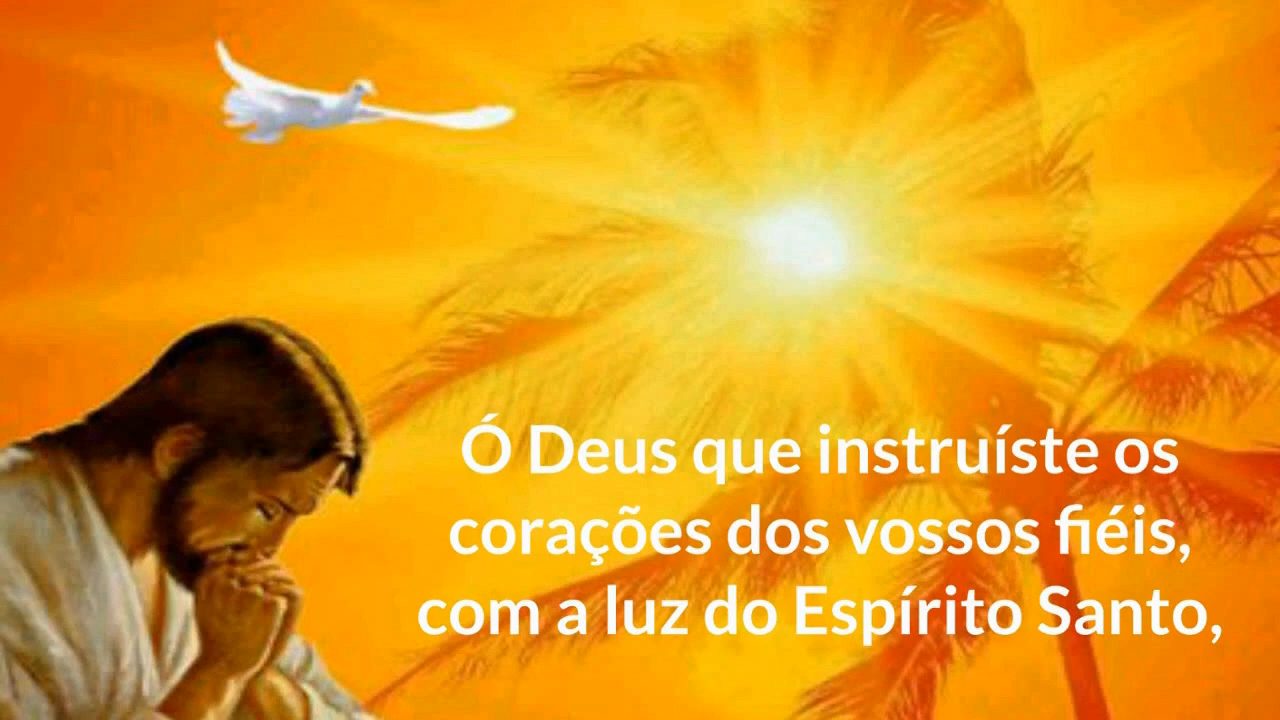 Ó Deus que instruíste os
corações dos vossos fiéis,
com a luz do Espírito Santo,